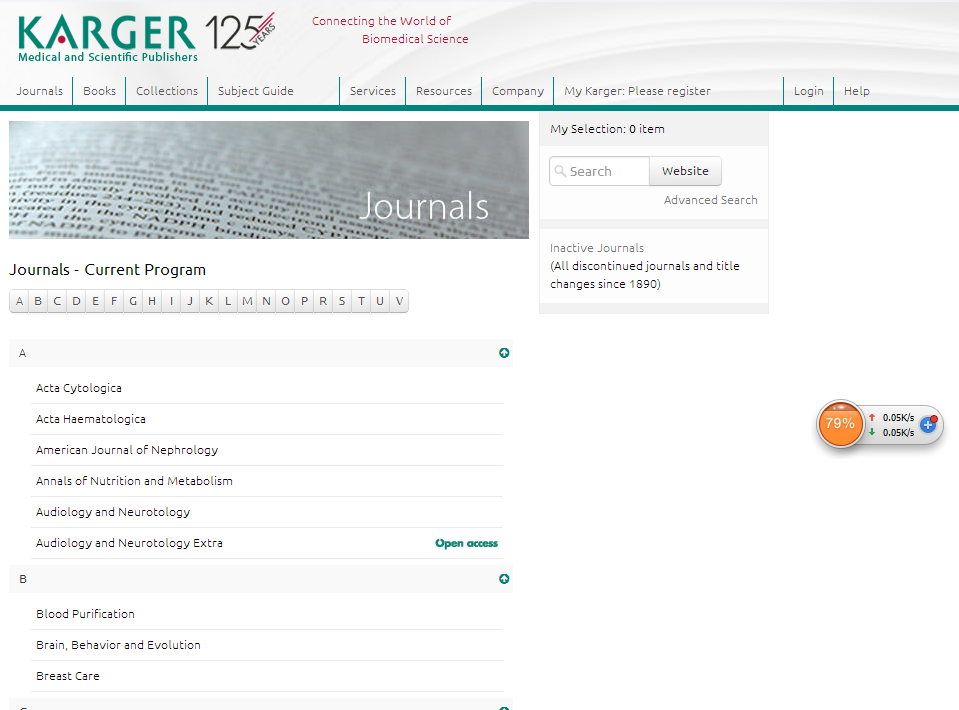 KARGER 125 YEARS
Medical and Scientific Publishers
Connecting the World of
Biomedical Science
Journals Books Collections Subject Guide Services Resources Company My Karger: Please register Login Help
Journals
My Selection: 0 item
Search Website
Advanced Search
Inactive Journals
(All discontinued journals and title
changes since 1890)
Journals - Current Program
A B C D E F G H I J K L M N O P R S T U V
A
Acta Cytologica
Acta Haematologica
American Journal of Nephrology
Annals of Nutrition and Metabolism
Audiology and Neurotology
Audiology and Neurotology Extra Open access
B
Blood Purification
Brain, Behavior and Evolution
Breast Care
79%
0.05K/s
0.05K/s